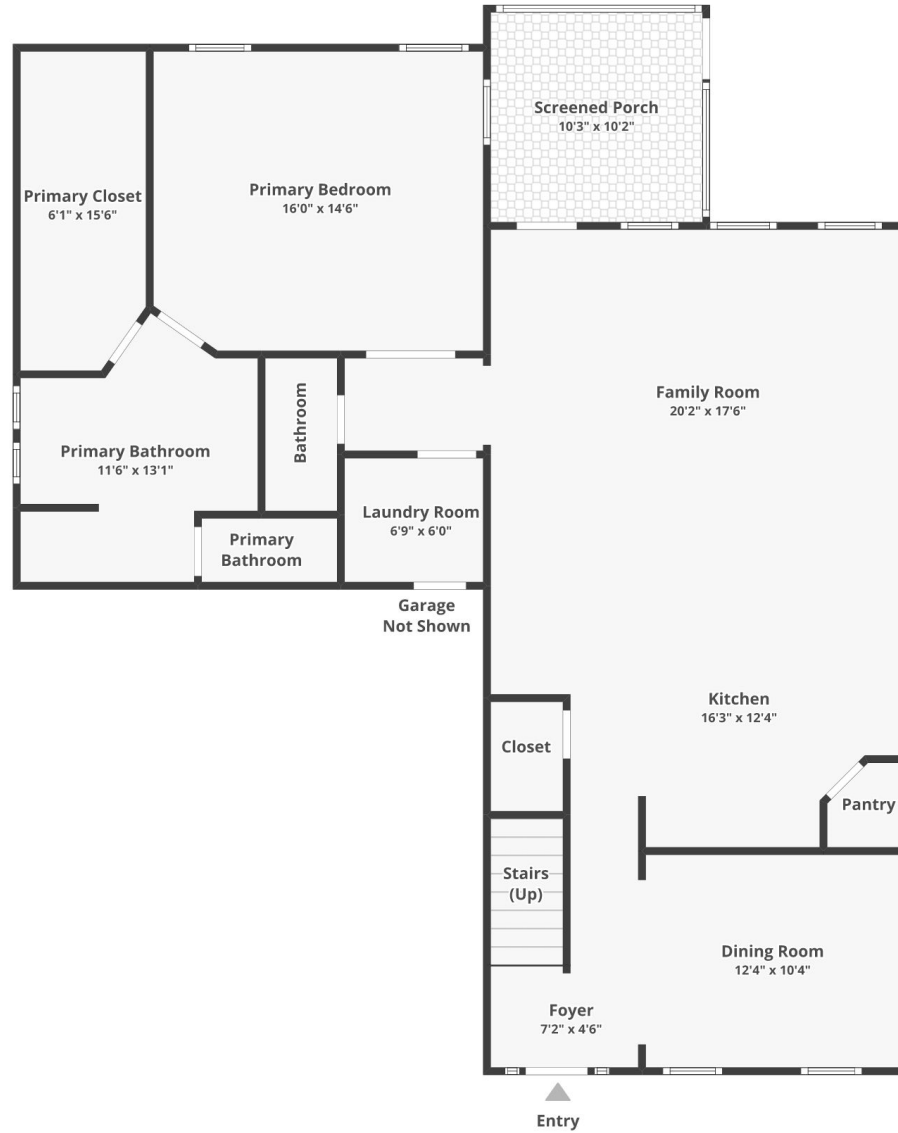 Screened Porch
10'3" x 10'2"
Primary Closet
6'1" x 15'6"
Primary Bedroom
16'0" x 14'6"
Family Room
20'2" x 17'6"
Bathroom
Primary Bathroom
11'6" x 13'1"
Laundry Room
6'9" x 6'0"
Primary
Bathroom
Garage
Not Shown
Kitchen
16'3" x 12'4"
Closet
Pantry
Stairs
(Up)
Dining Room
12'4" x 10'4"
Foyer
7'2" x 4'6"
Entry